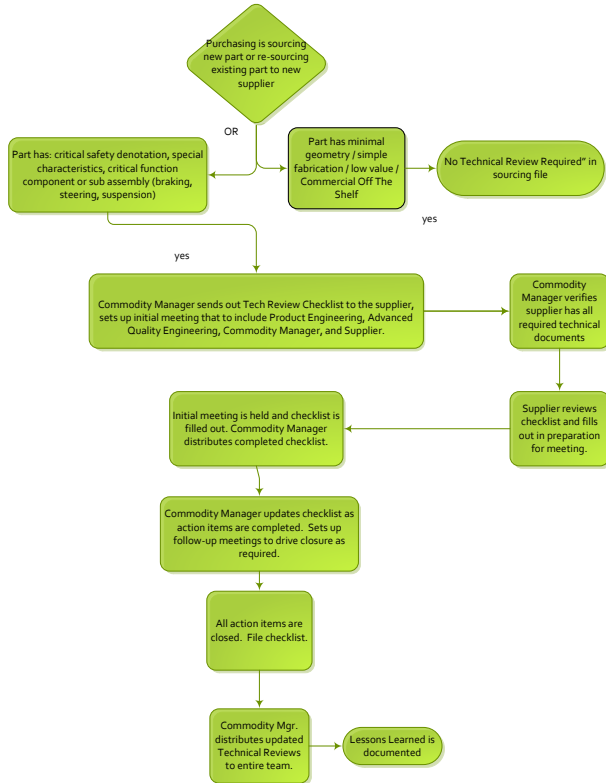 Purchasing is sourcing
new part or re-sourcing
existing part to new
supplier
OR
Part has: critical safety denotation, special
characteristics, critical function
component or sub assembly (braking,
steering, suspension)
Part has minimal
geometry / simple
fabrication / low value /
Commercial Off The
Shelf
No Technical Review Required" in
sourcing file
yes
yes
Commodity Manager sends out Tech Review Checklist to the supplier,
sets up initial meeting that to include Product Engineering, Advanced
Quality Engineering, Commodity Manager, and Supplier.
Commodity
Manager verifies
supplier has all
required technical
documents
Supplier reviews
checklist and fills
out in preparation
for meeting.
Initial meeting is held and checklist is
filled out. Commodity Manager
distributes completed checklist.
Commodity Manager updates checklist as
action items are completed.  Sets up
follow-up meetings to drive closure as
required.
All action items are
closed.  File checklist.
Commodity Mgr.
distributes updated
Technical Reviews
to entire team.
Lessons Learned is
documented